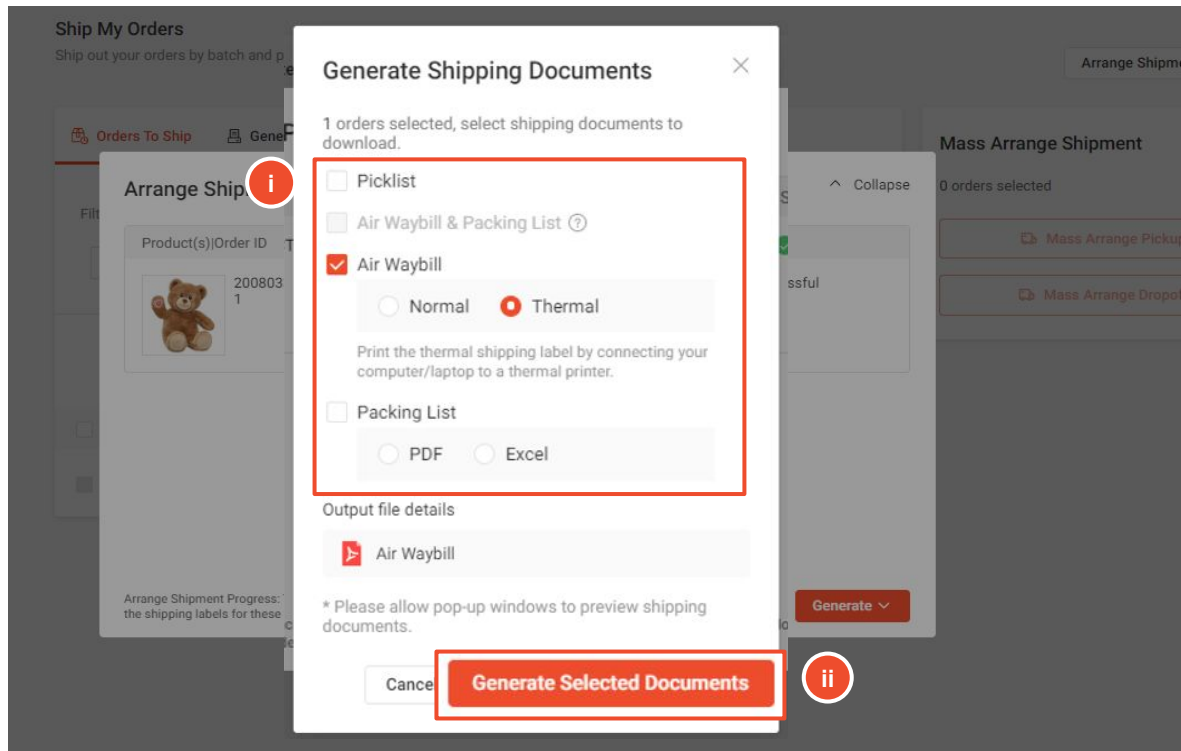 Ship My Orders
Ship out your orders by batch and p
Arrange Shipme
Orders To Ship
Gene
Mass Arrange Shipment
0 orders selected
Mass Arrange Pickup
Mass Arrange Dropof
Filt
Arrange Ship
Collapse
Product(s)|Order ID
200803
1
ssful
Arrange Shipment Progress:
the shipping labels for these
Generate
Generate Shipping Documents
1 orders selected, select shipping documents to
download.
i
Picklist
Air Waybill & Packing List
Air Waybill
Normal
Thermal
Print the thermal shipping label by connecting your
computer/laptop to a thermal printer.
Packing List
PDF
Excel
Output file details
Air Waybill
* Please allow pop-up windows to preview shipping
documents.
Cance
Generate Selected Documents
ii